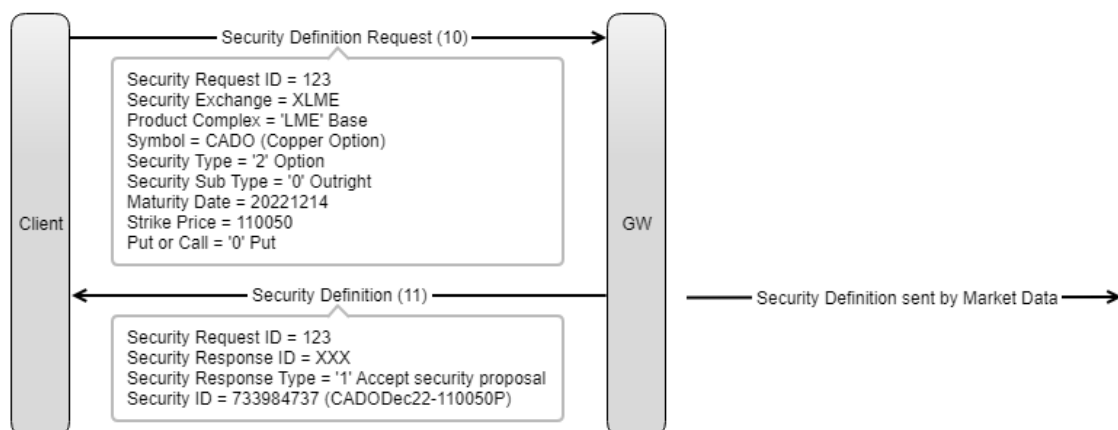 Security Definition Request (10)
Security Request ID = 123
Security Exchange = XLME
Product Complex = 'LME' Base
Symbol = CADO (Copper Option)
Security Type = '2' Option
Security Sub Type = '0' Outright
Maturity Date = 20221214
Strike Price = 110050
Put or Call = '0' Put
Client
GW
Security Definition (11)
Security Definition sent by Market Data
Security Request ID = 123
Security Response ID = XXX
Security Response Type = '1' Accept security proposal
Security ID = 733984737 (CADODec22-110050P)